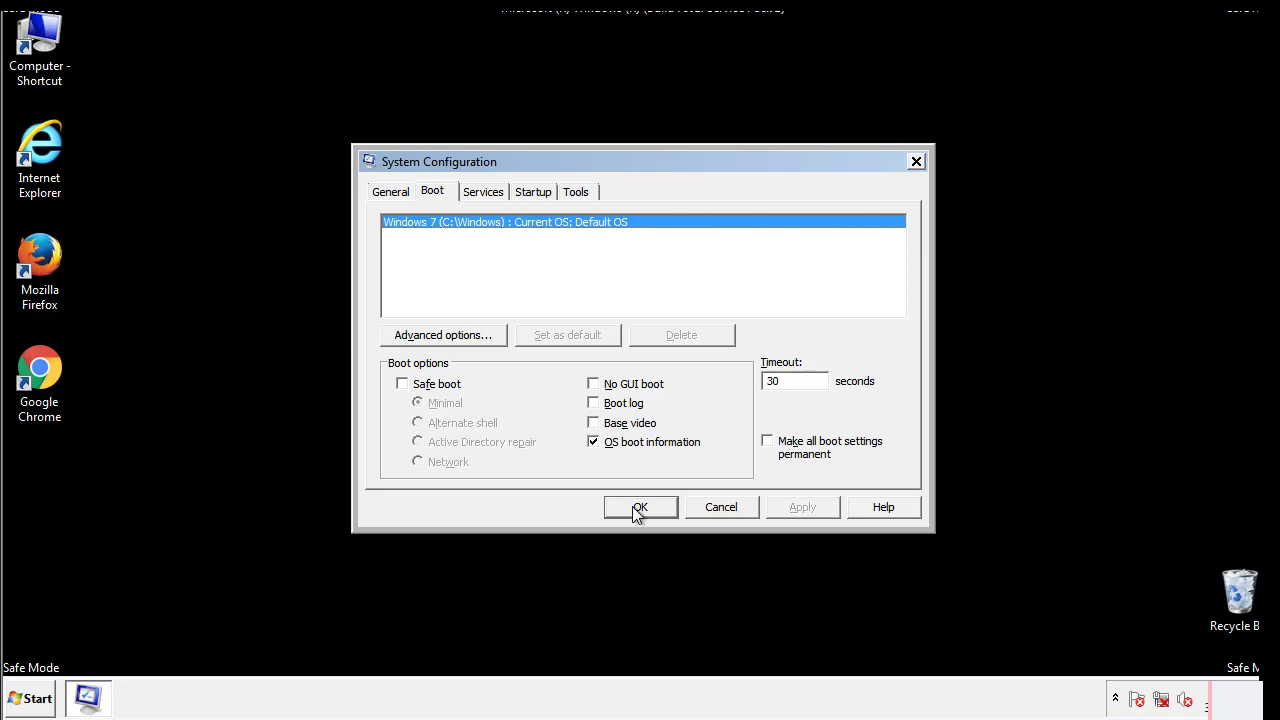 Computer -
Shortcut
Internet
Explorer
Mozilla
Firefox
Google
Chrome
System Configuration
General
Boot
Services
Startup
Tools
Windows 7 (C:\Windows) : Current OS; Default OS
Advanced options...
Set as default
Delete
Boot options
Safe boot
Minimal
Alternate shell
Active Directory repair
Network
No GUI boot
Boot log
Base video
OS boot information
Timeout:
30 seconds
Make all boot settings
permanent
OK
Cancel
Apply
Help
Recycle B
Safe Mode
Safe M
Start